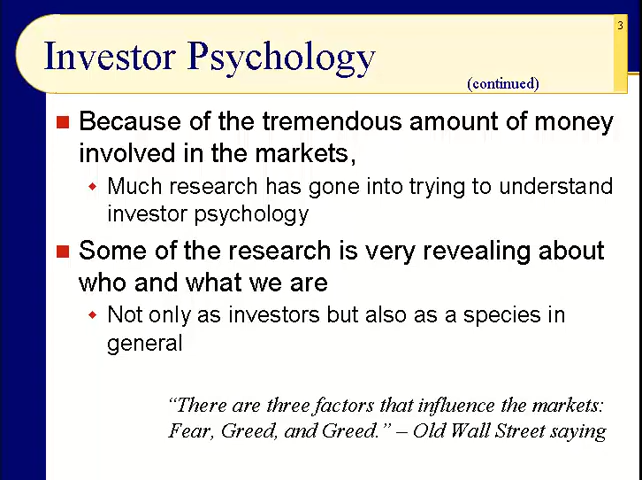 3
Investor Psychology
(continued)
Because of the tremendous amount of money
involved in the markets,
Much research has gone into trying to understand
investor psychology
Some of the research is very revealing about
who and what we are
Not only as investors but also as a species in
general
“There are three factors that influence the markets:
Fear, Greed, and Greed.” – Old Wall Street saying